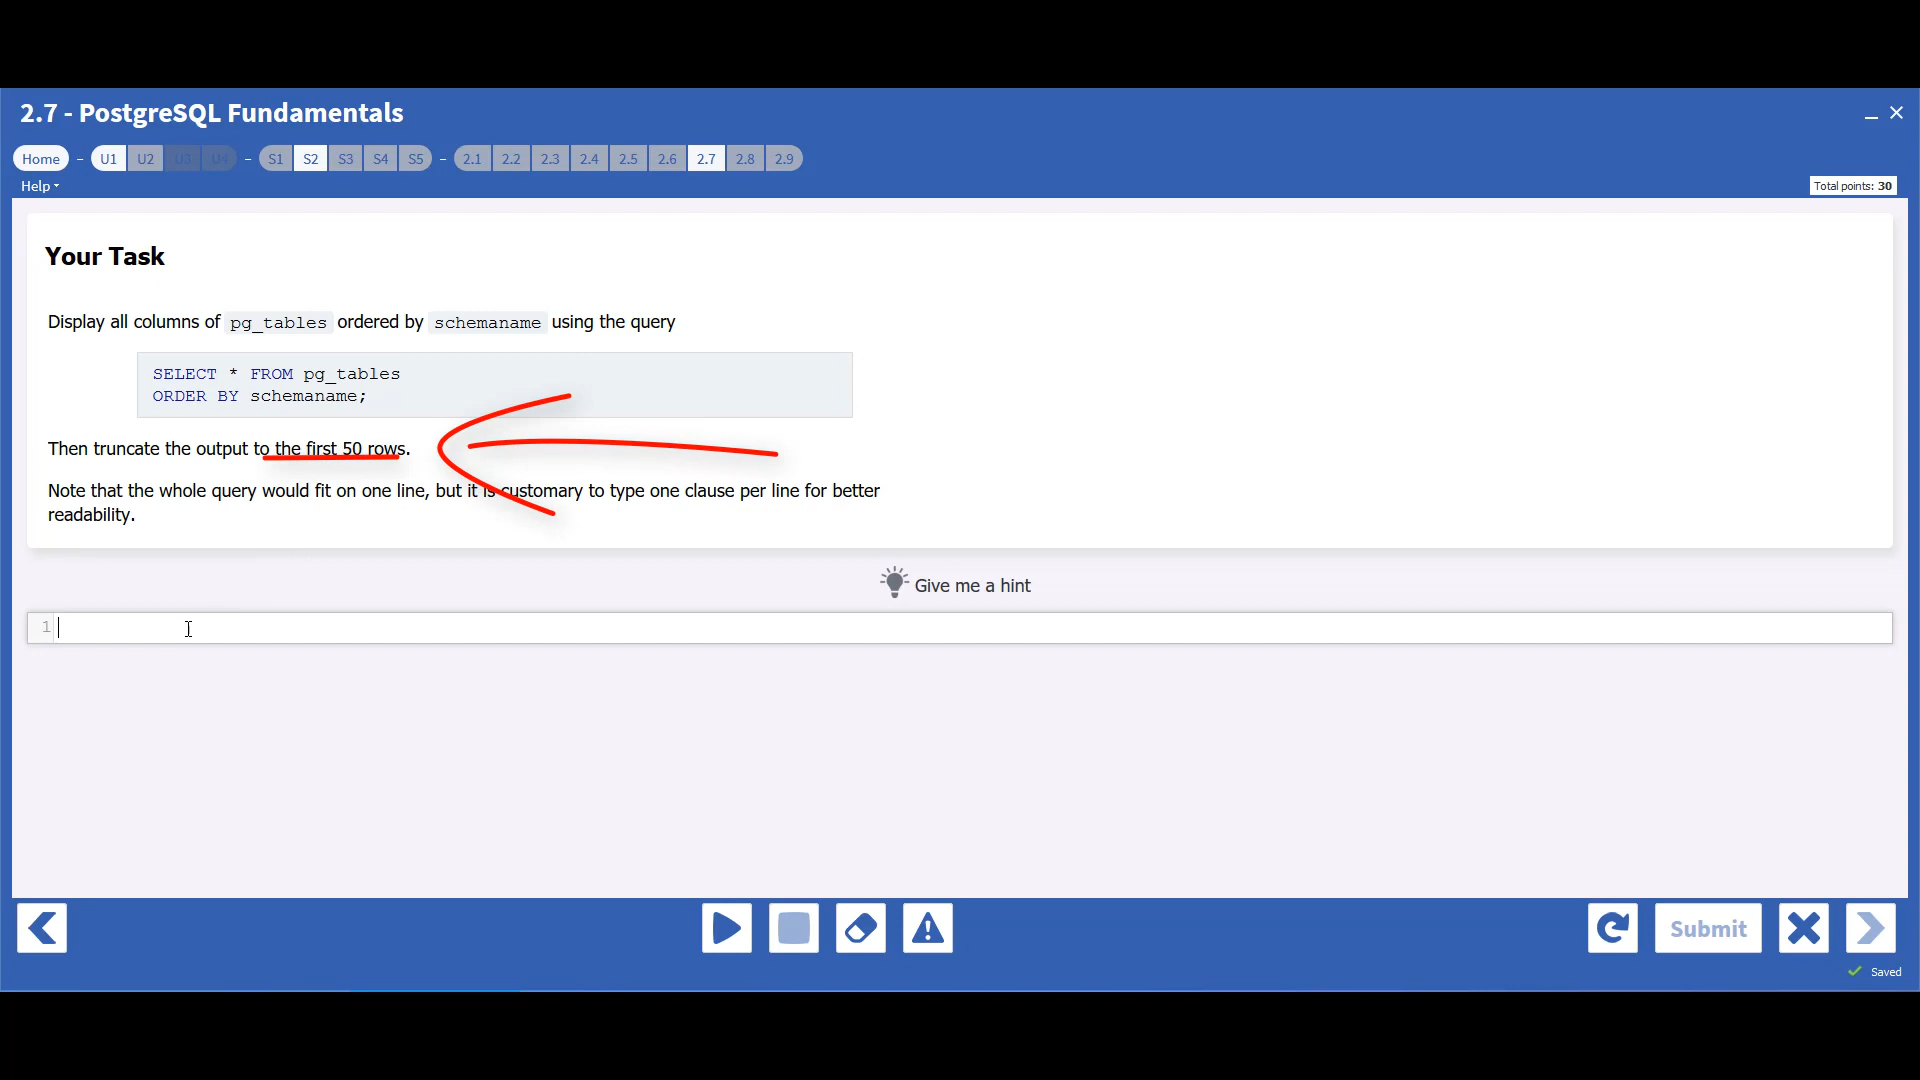 2.7 - PostgreSQL Fundamentals
Home – U1 U2 U3 U4 – S1 S2 S3 S4 S5 – 2.1 2.2 2.3 2.4 2.5 2.6 2.7 2.8 2.9
Help
Total points: 30
Your Task
Display all columns of pg_tables ordered by schemaname using the query
SELECT * FROM pg_tables
ORDER BY schemaname;
Then truncate the output to the first 50 rows.
Note that the whole query would fit on one line, but it is customary to type one clause per line for better
readability.
Give me a hint
1
Submit
Saved